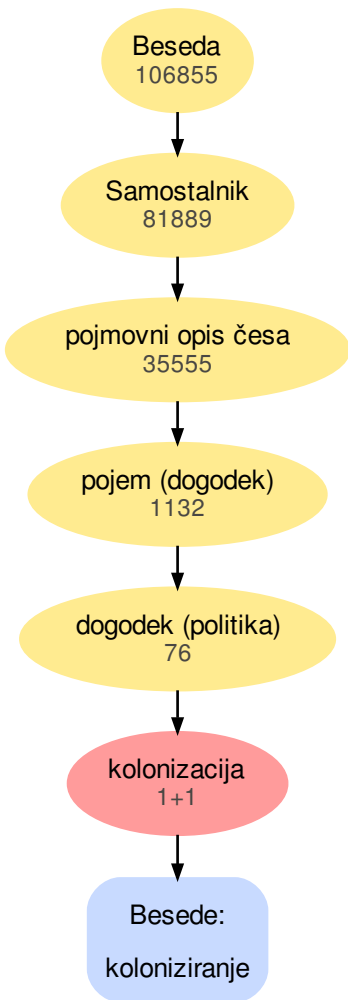 Beseda
106855
Samostalnik
81889
pojmovni opis česa
35555
pojem (dogodek)
1132
dogodek (politika)
76
kolonizacija
1+1
Besede:
koloniziranje